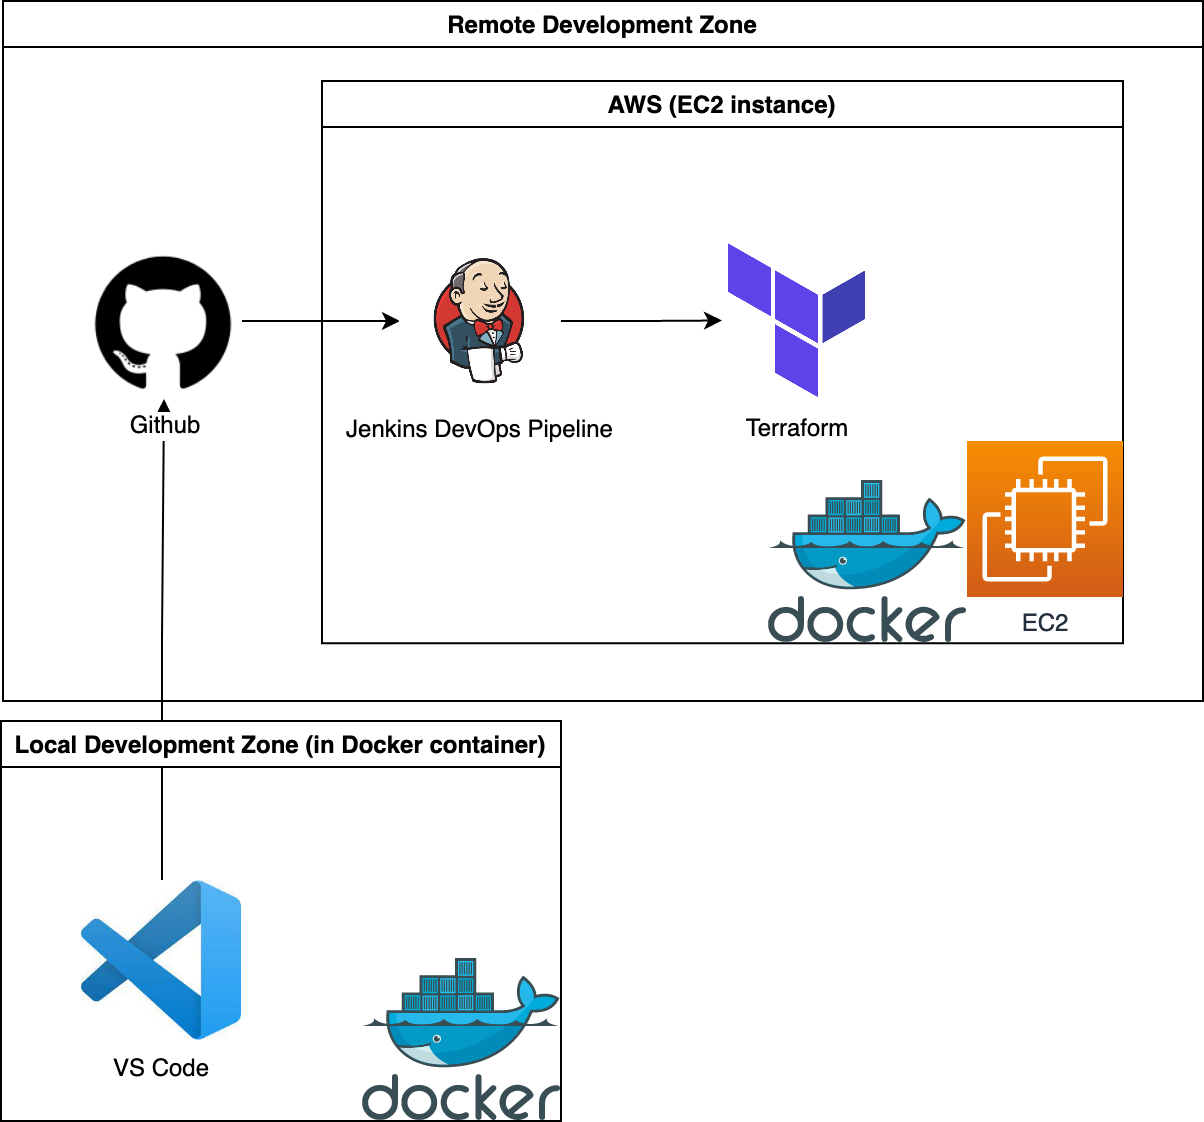 Remote Development Zone
AWS (EC2 instance)
Github
Jenkins DevOps Pipeline
Terraform
docker
EC2
Local Development Zone (in Docker container)
VS Code
docker